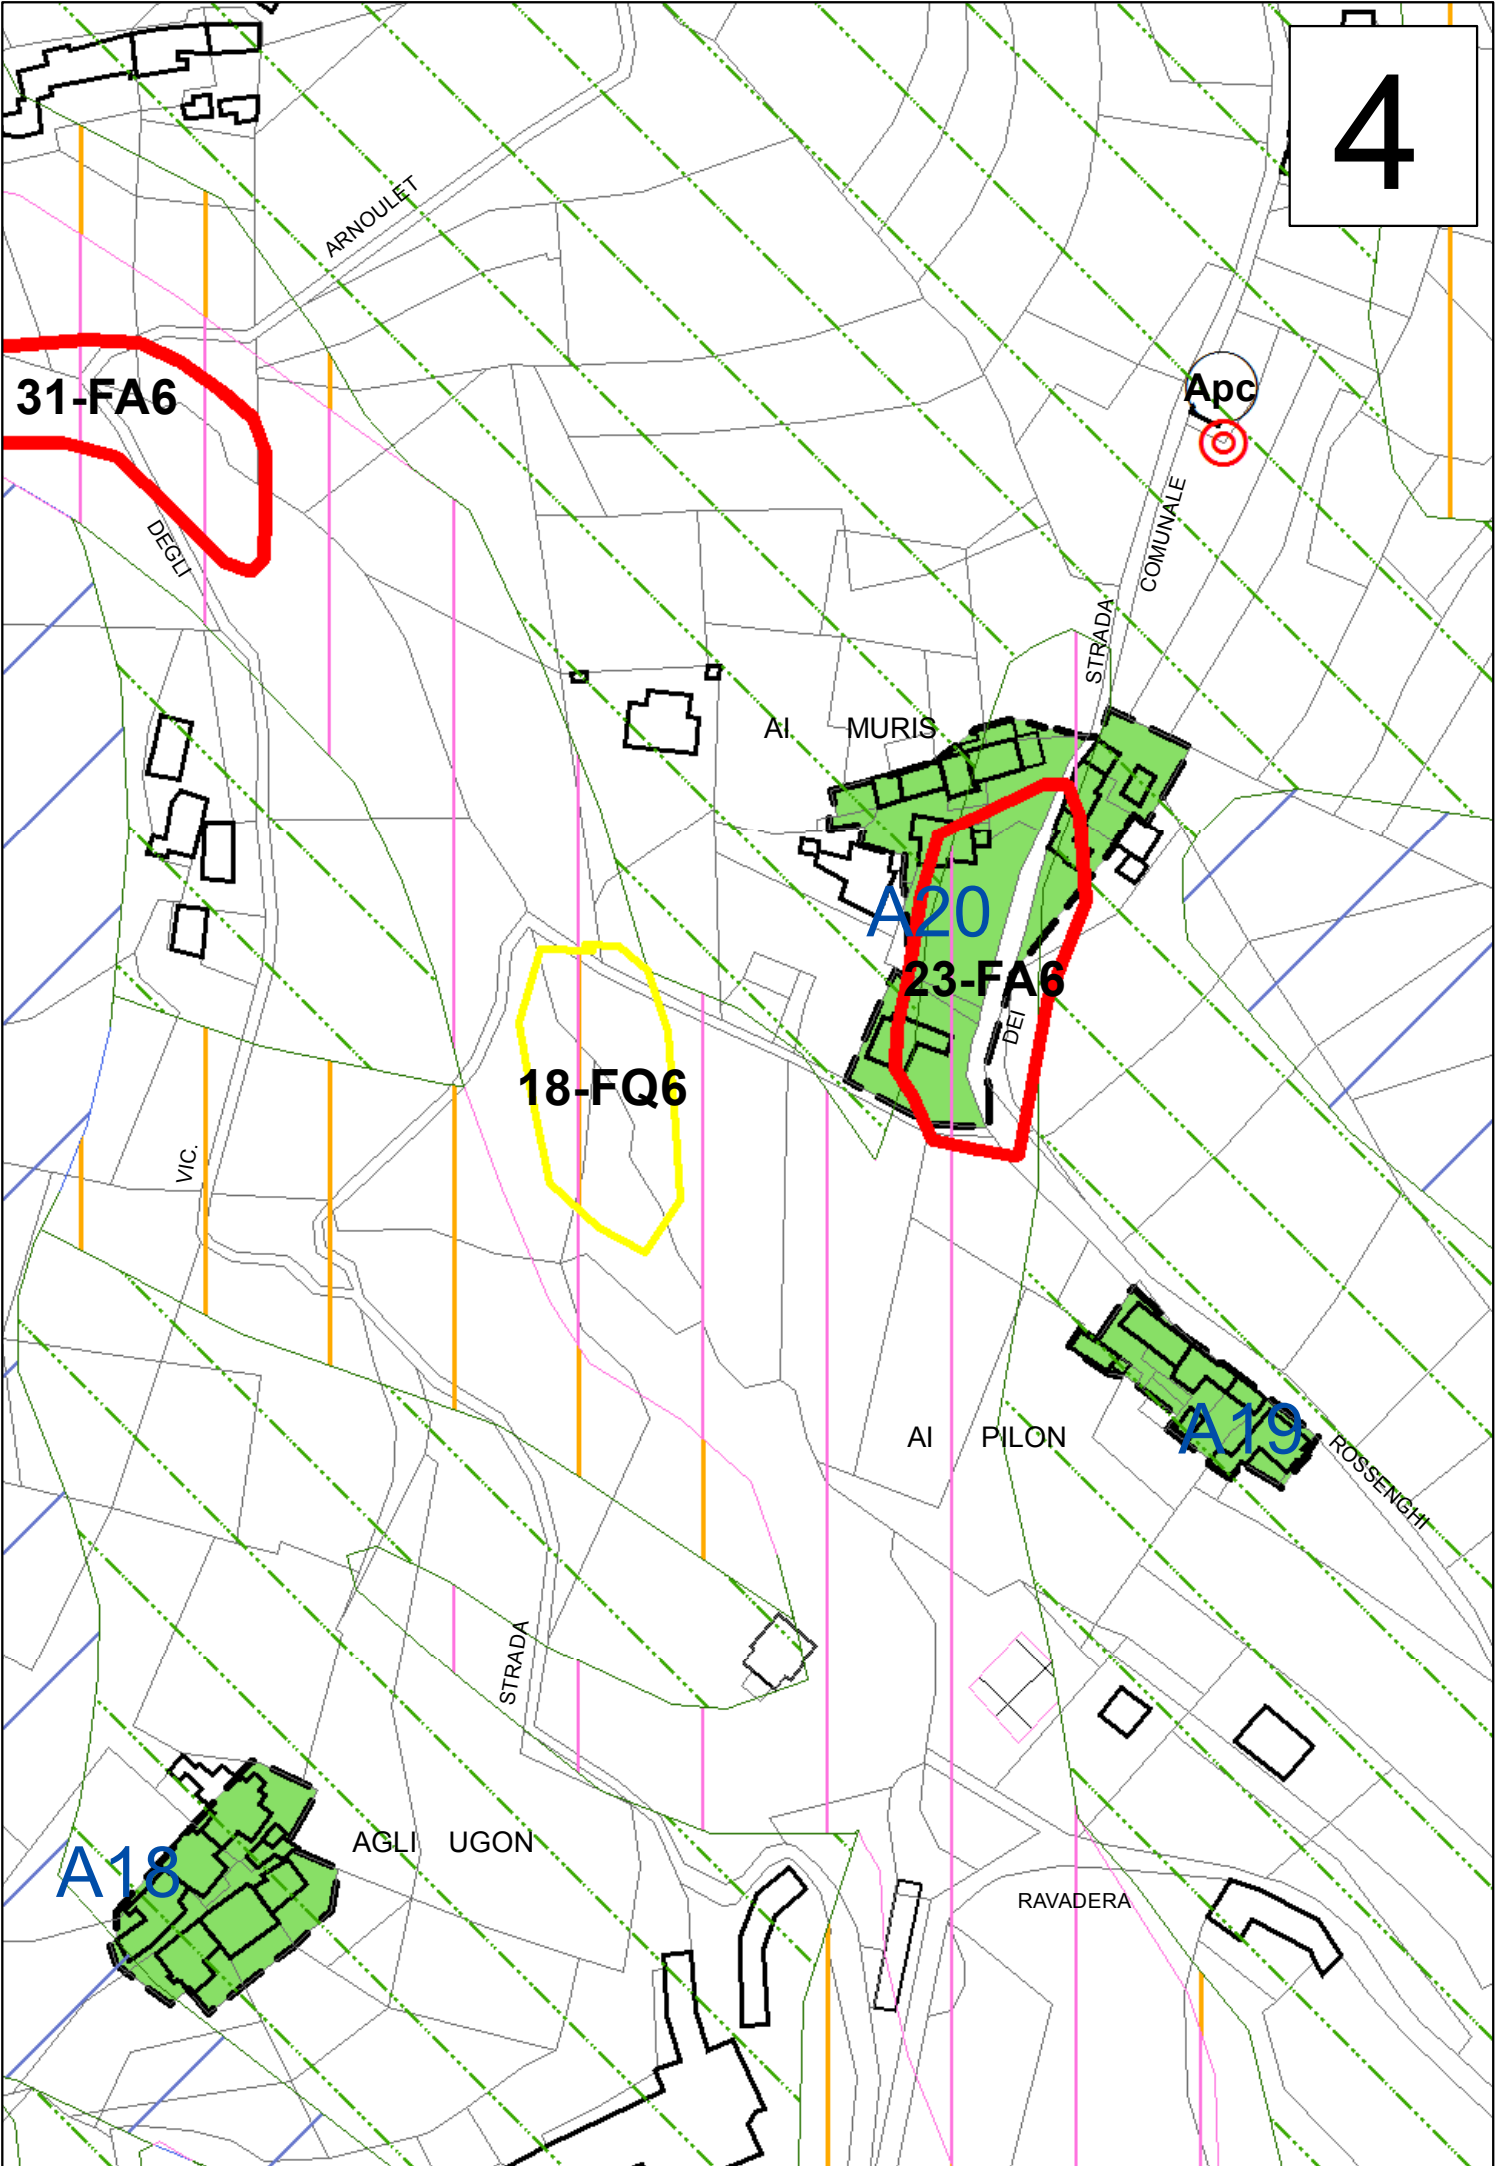 4
ARNOULET
Apc
31-FA6
DEGLI
COMUNALE
STRADA
AI MURIS
A20
23-FA6
DEI
18-FQ6
VIC.
A19
AI PILON
ROSSENGHI
STRADA
AGLI UGON
A18
RAVADERA